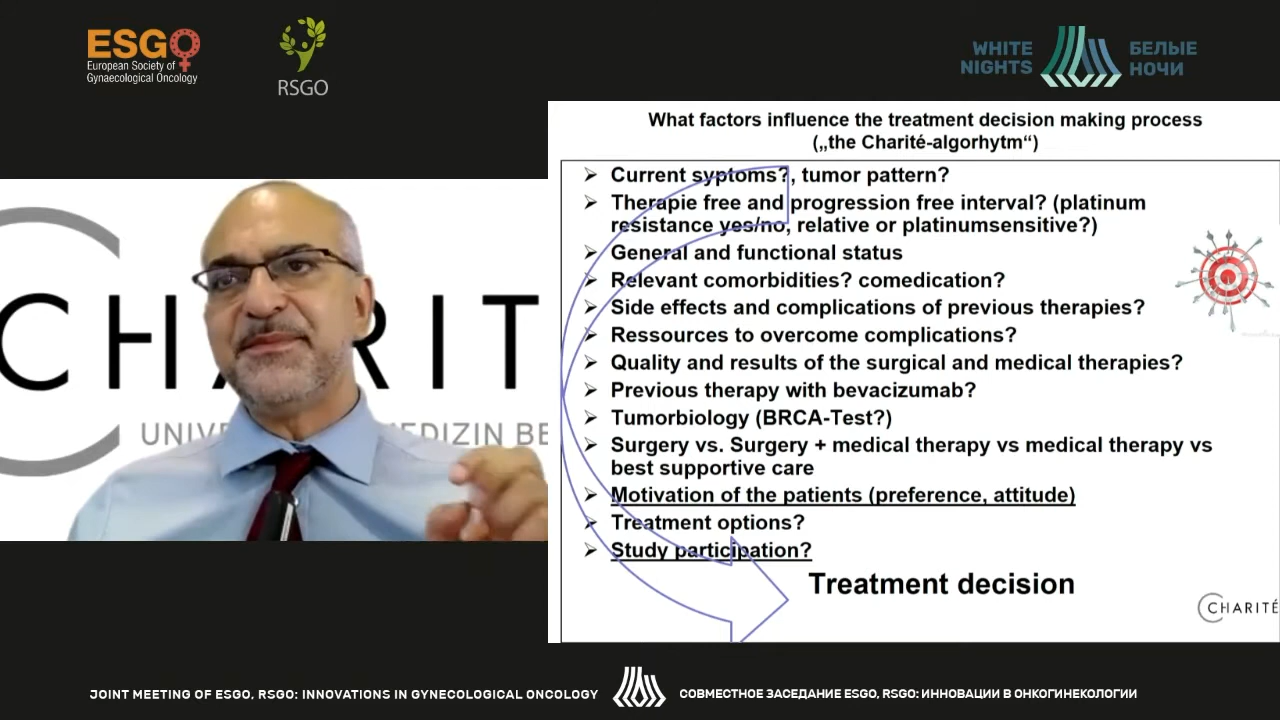 ESGO
European Society of
Gynaecological Oncology
RSGO
WHITE
NIGHTS
БЕЛЫЕ
НОЧИ
CHARIT
UNIV MEDIZIN BE
What factors influence the treatment decision making process
(„the Charité-algorhytm“)
➢ Current syptoms?, tumor pattern?
➢ Therapie free and progression free interval? (platinum
resistance yes/no, relative or platinumsensitive?)
➢ General and functional status
➢ Relevant comorbidities? comedication?
➢ Side effects and complications of previous therapies?
➢ Ressources to overcome complications?
➢ Quality and results of the surgical and medical therapies?
➢ Previous therapy with bevacizumab?
➢ Tumorbiology (BRCA-Test?)
➢ Surgery vs. Surgery + medical therapy vs medical therapy vs
best supportive care
➢ Motivation of the patients (preference, attitude)
➢ Treatment options?
➢ Study participation?
Treatment decision
CHARITÉ
JOINT MEETING OF ESGO, RSGO: INNOVATIONS IN GYNECOLOGICAL ONCOLOGY
СОВМЕСТНОЕ ЗАСЕДАНИЕ ESGO, RSGO: ИННОВАЦИИ В ОНКОГИНЕКОЛОГИИ